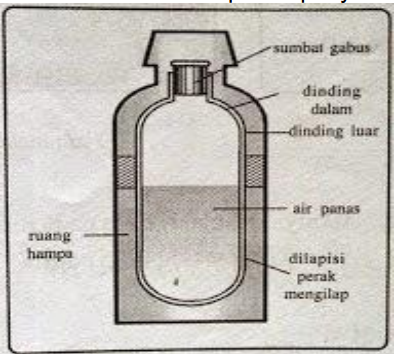 sumbat gabus
dinding
dalam
dinding luar
air panas
ruang
hampa
dilapisi
perak
mengilap